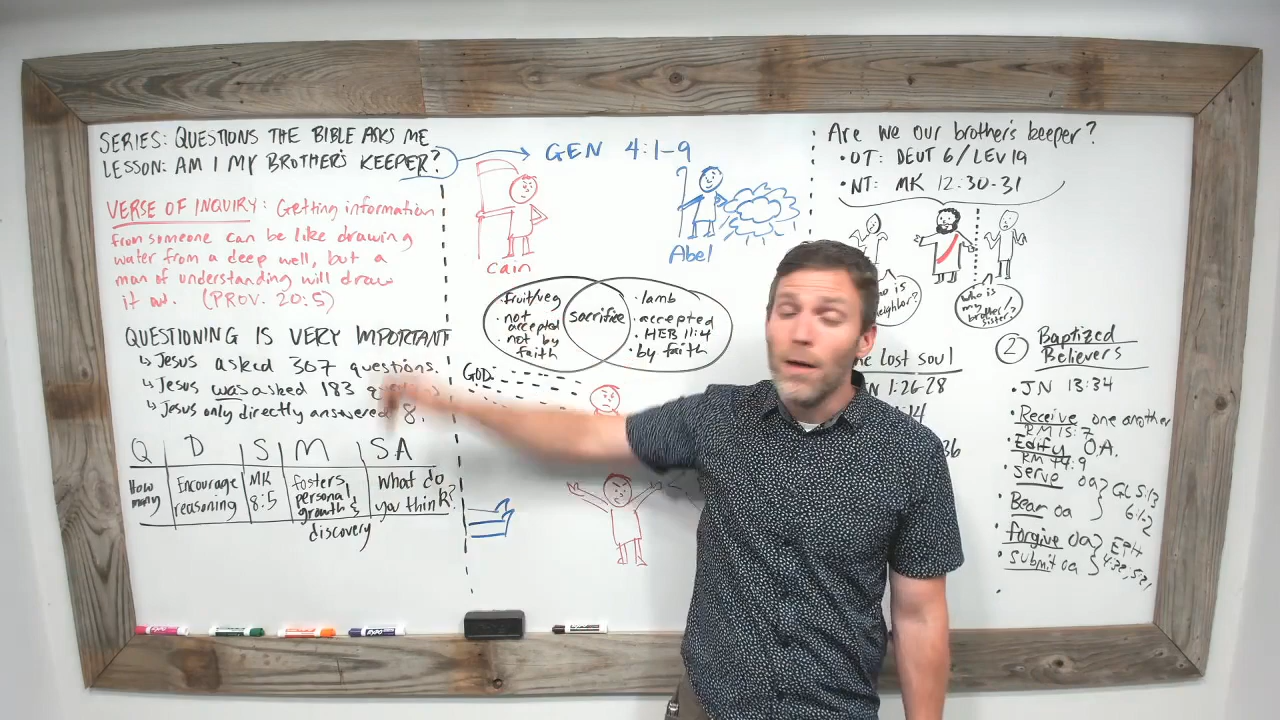 SERIES: QUESTIONS THE BIBLE ASKS ME
LESSON: AM I MY BROTHER'S KEEPER?
VERSE OF INQUIRY: Getting information
from someone can be like drawing
water from a deep well, but a
man of understanding will draw
it out. (PROV. 20:5)
QUESTIONING IS VERY IMPORTANT
Jesus asked 307 questions.
Jesus was asked 183
Jesus only directly answered 8.
Q D S M SA
How many
Encourage reasoning
MK 8:5
fosters personal growth & discovery
what do you think?
GEN 4:1-9
Cain
Abel
• fruit/veg
• not accepted
• not by faith
sacrifice
• lamb
• accepted
• HEB 11:4
• by faith
GOD:
Are we our brother's keeper?
• OT: DEUT 6/LEV 19
• NT: MK 12:30-31
is
neighbor?
who is
my
brother/
sister?
lost soul
1:26-28
14
36
2 Baptized
Believers
• JN 13:34
• Receive one another
RM 15:7
• Edify O.A.
RM 14:9
• serve oa
• Bear oa
GL 5:13
6:1-2
• forgive oa
• submit oa
EPH
4:32, 5:21
EXPO